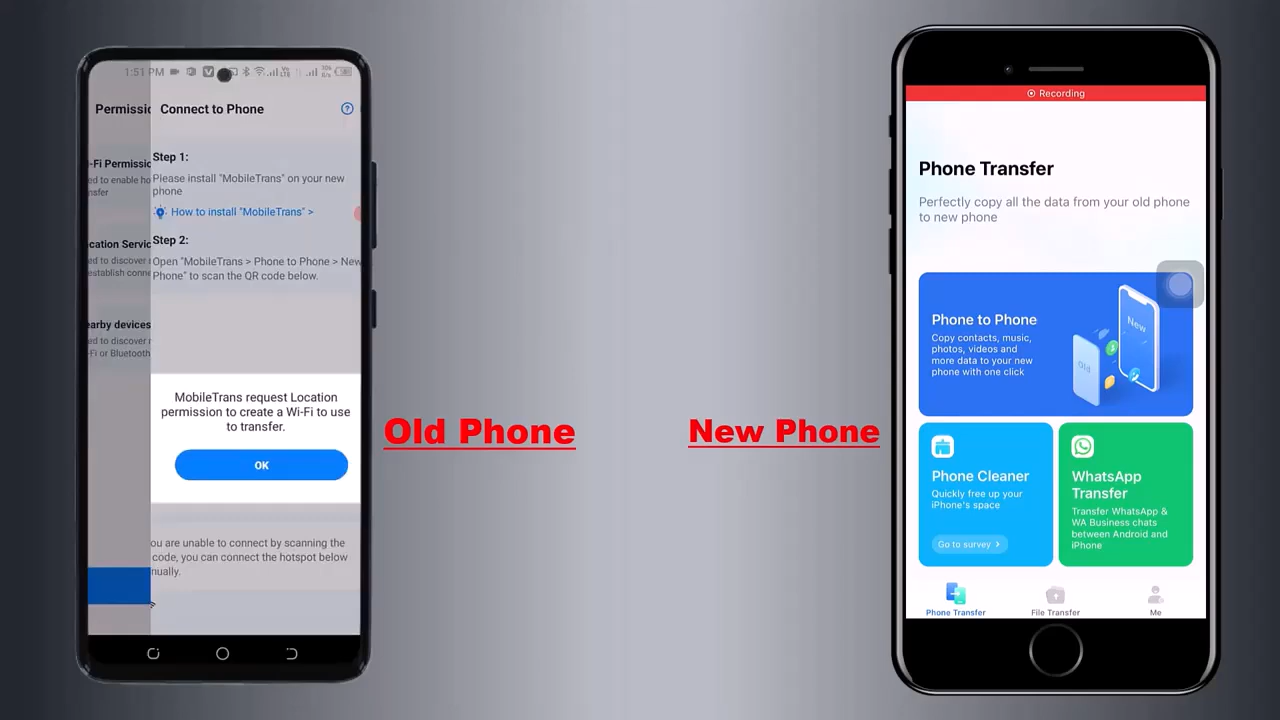 1:51 PM
Permissic
-Fi Permissio
ed to enable ho
nsfer
cation Servic
ed to discover
establish conne
earby devices
ed to discover n
-Fi or Bluetooth
Connect to Phone
Step 1:
Please install "MobileTrans" on your new
phone
How to install "MobileTrans" >
Step 2:
Open "MobileTrans > Phone to Phone > New
Phone" to scan the QR code below.
MobileTrans request Location
permission to create a Wi-Fi to use
to transfer.
OK
ou are unable to connect by scanning the
code, you can connect the hotspot below
nually.
Old Phone
New Phone
Recording
Phone Transfer
Perfectly copy all the data from your old phone
to new phone
Phone to Phone
Copy contacts, music,
photos, videos and
more data to your new
phone with one click
Old
New
Phone Cleaner
Quickly free up your
iPhone's space
Go to survey >
WhatsApp
Transfer
Transfer WhatsApp &
WA Business chats
between Android and
iPhone
Phone Transfer
File Transfer
Me